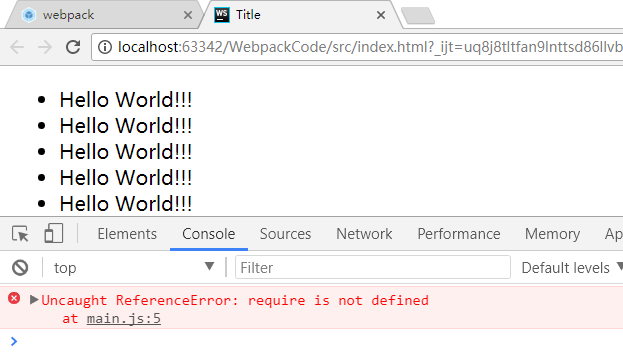 webpack
WS Title
localhost:63342/WebpackCode/src/index.html?_ijt=uq8j8tltfan9lnttsd86llvb
Hello World!!!
Hello World!!!
Hello World!!!
Hello World!!!
Hello World!!!
Elements Console Sources Network Performance Memory Ap
top Filter Default levels
Uncaught ReferenceError: require is not defined
at main.js:5